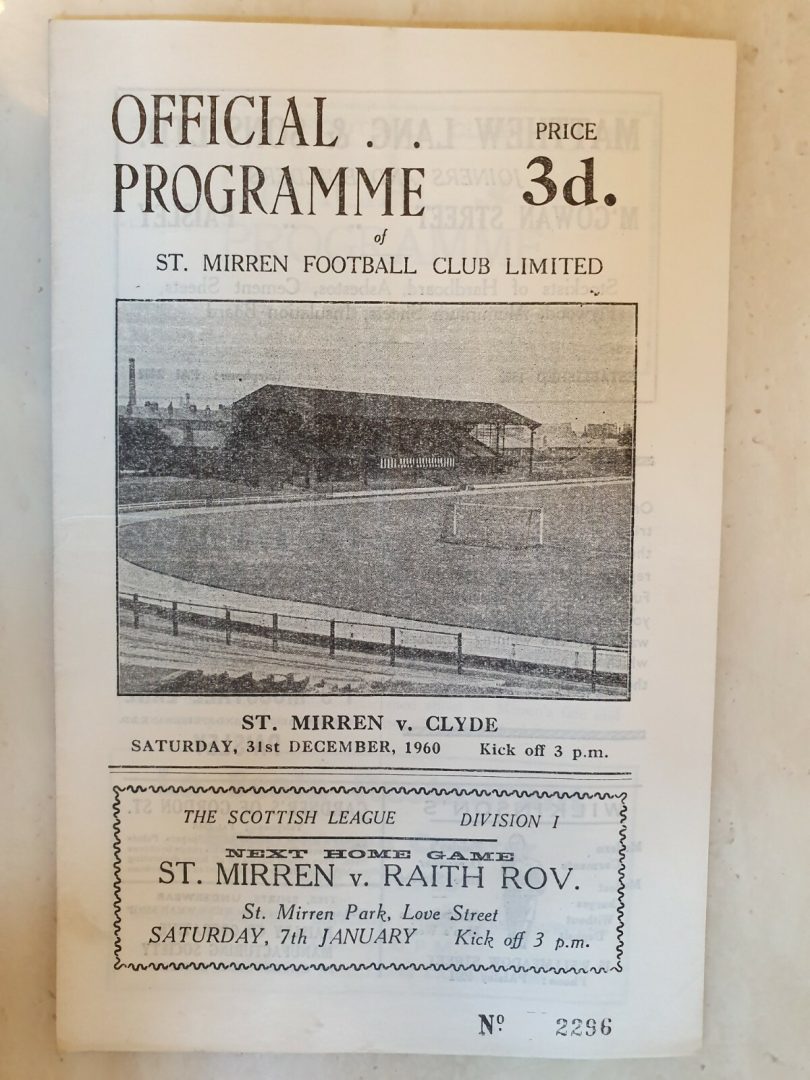 OFFICIAL . .
PROGRAMME
PRICE
3d.
of
ST. MIRREN FOOTBALL CLUB LIMITED
ST. MIRREN v. CLYDE
SATURDAY, 31st DECEMBER, 1960 Kick off 3 p.m.
THE SCOTTISH LEAGUE DIVISION I
NEXT HOME GAME
ST. MIRREN v. RAITH ROV.
St. Mirren Park, Love Street
SATURDAY, 7th JANUARY Kick off 3 p.m.
Nº 2296